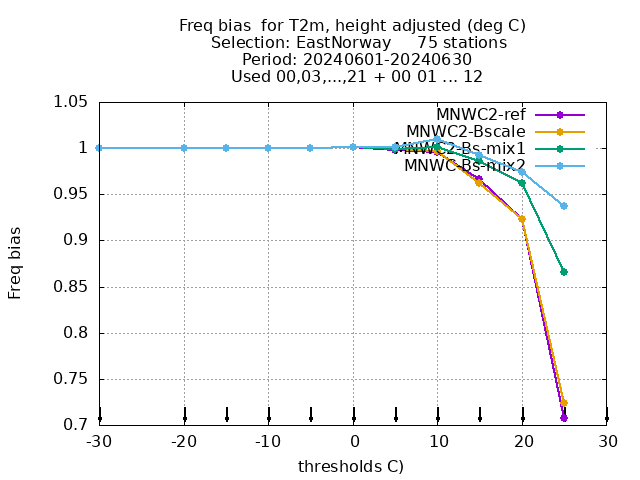 Freq bias  for T2m, height adjusted (deg C)
Selection: EastNorway     75 stations
Period: 20240601-20240630
Used 00,03,...,21 + 00 01 ... 12
1.05
1
0.95
0.9
0.85
0.8
0.75
0.7
Freq bias
MNWC2-ref
MNWC2-Bscale
MNWC2-Bs-mix1
MNWC-Bs-mix2
-30
-20
-10
0
10
20
30
thresholds C)